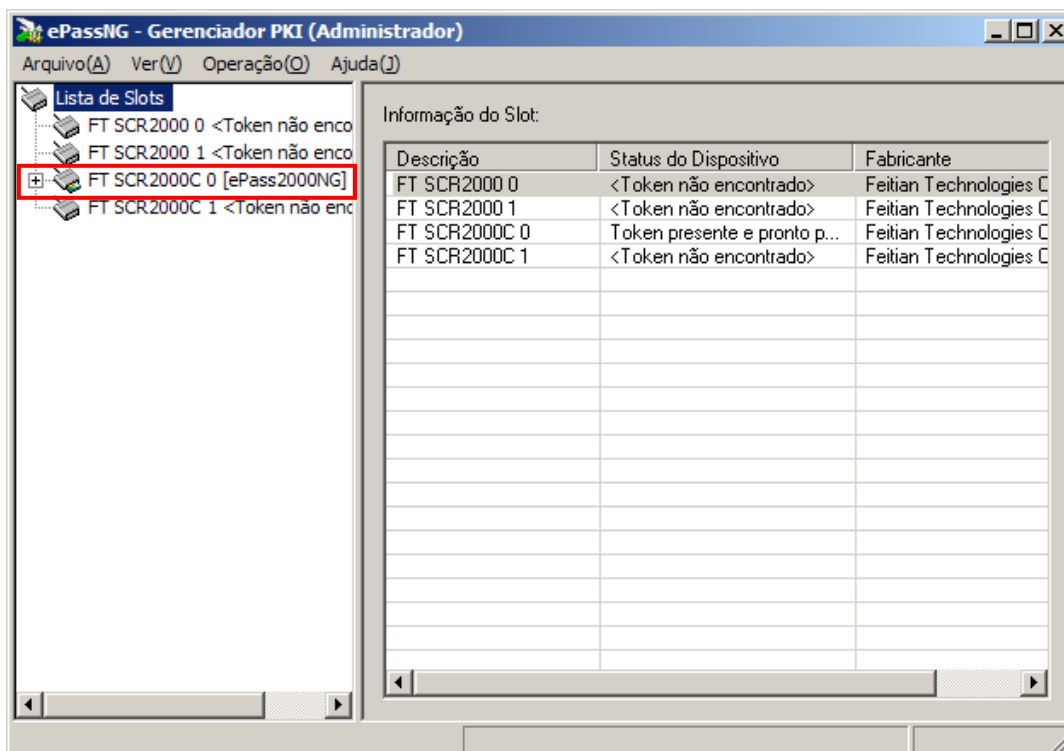 ePassNG - Gerenciador PKI (Administrador)
Arquivo(A) Ver(V) Operação(O) Ajuda(J)
Lista de Slots
FT SCR2000 0 <Token não enco
FT SCR2000 1 <Token não enco
FT SCR2000C 0 [ePass2000NG]
FT SCR2000C 1 <Token não enc
Informação do Slot:
Descrição Status do Dispositivo Fabricante
FT SCR2000 0 <Token não encontrado> Feitian Technologies C
FT SCR2000 1 <Token não encontrado> Feitian Technologies C
FT SCR2000C 0 Token presente e pronto p... Feitian Technologies C
FT SCR2000C 1 <Token não encontrado> Feitian Technologies C